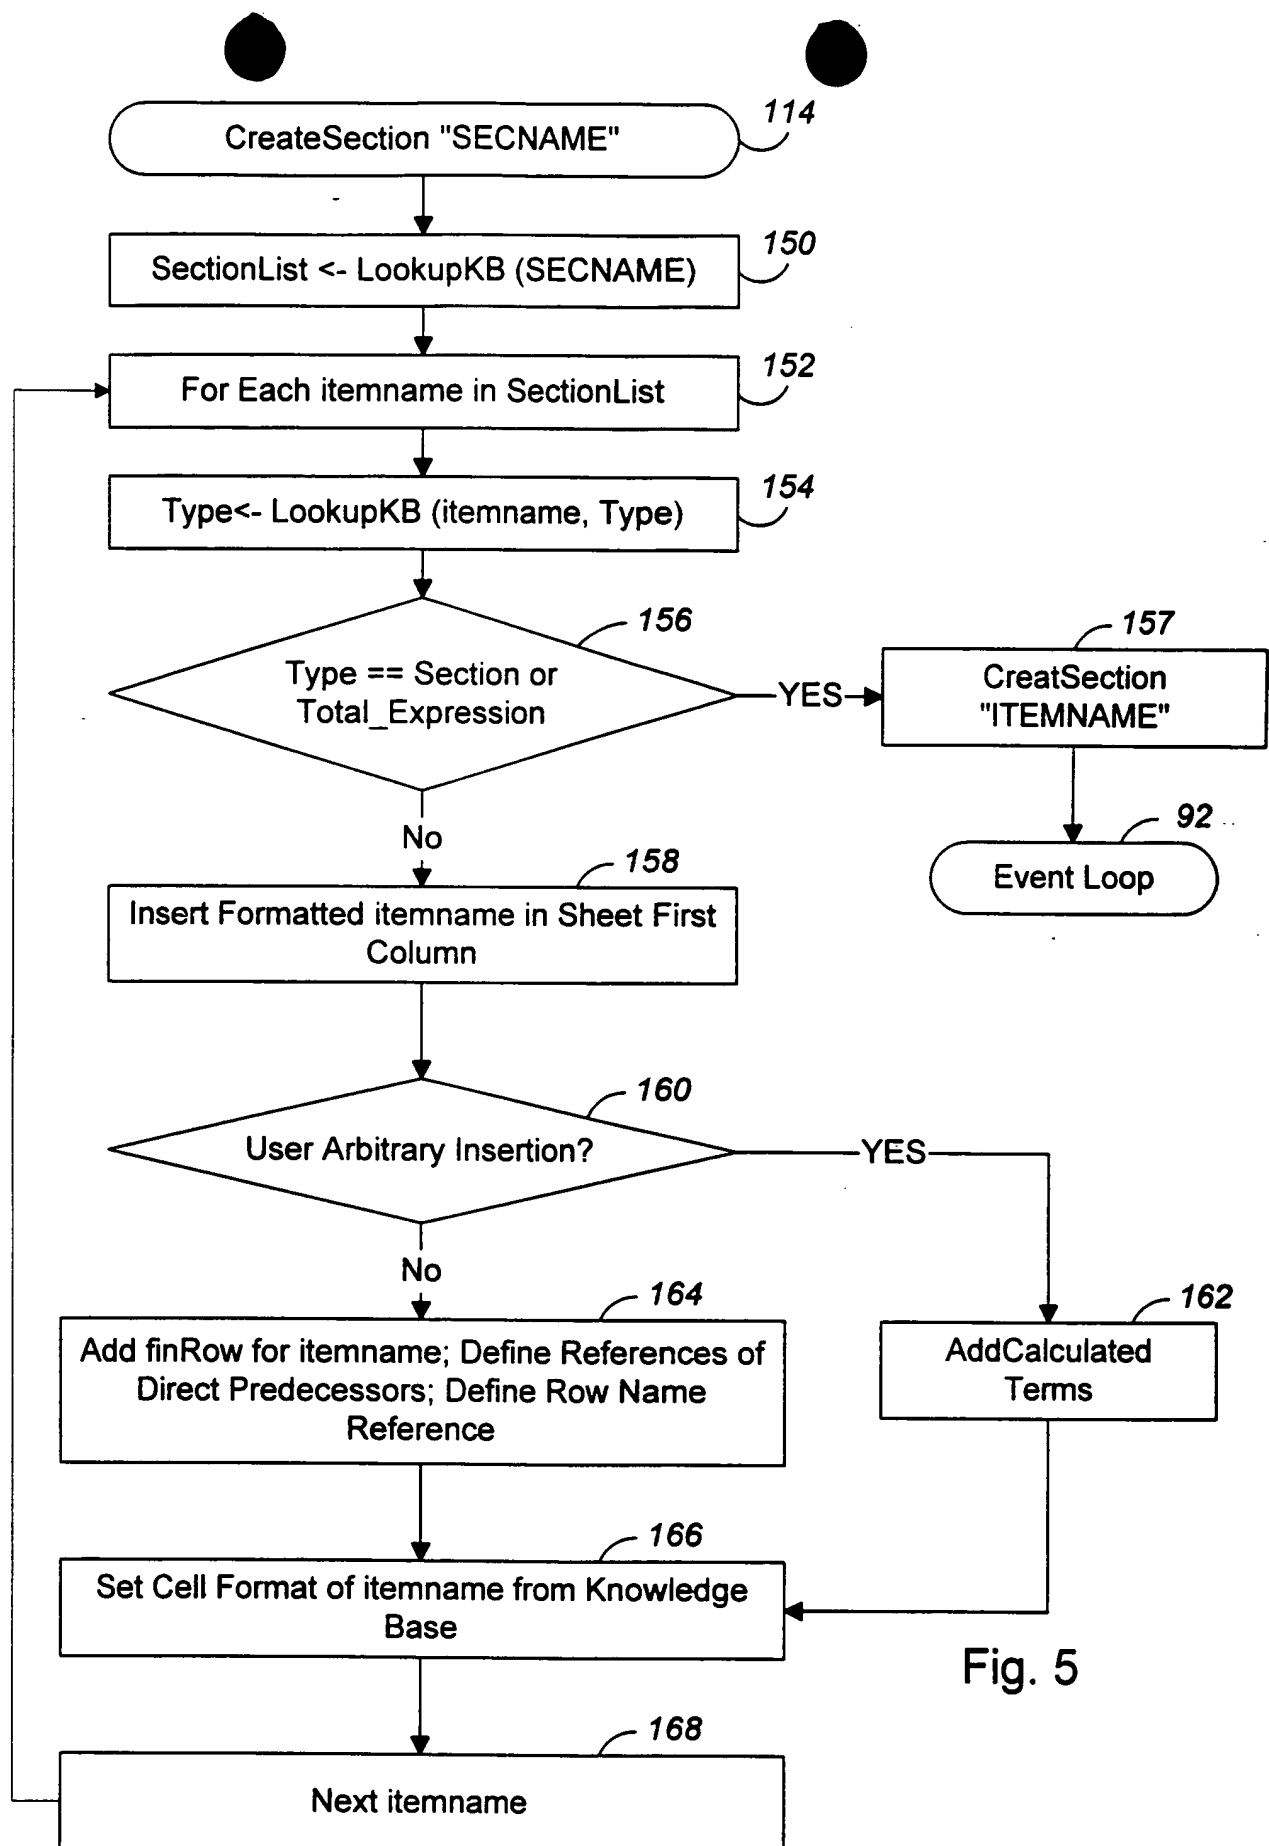 CreateSection "SECNAME"
114
SectionList <- LookupKB (SECNAME)
150
For Each itemname in SectionList
152
Type<- LookupKB (itemname, Type)
154
Type == Section or
Total_Expression
156
YES
CreatSection
"ITEMNAME"
157
Event Loop
92
No
Insert Formatted itemname in Sheet First
Column
158
User Arbitrary Insertion?
160
YES
AddCalculated
Terms
162
No
Add finRow for itemname; Define References of
Direct Predecessors; Define Row Name
Reference
164
Set Cell Format of itemname from Knowledge
Base
166
Fig. 5
Next itemname
168